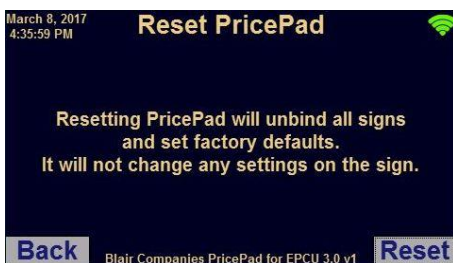 March 8, 2017
4:35:59 PM
Reset PricePad
Resetting PricePad will unbind all signs
and set factory defaults.
It will not change any settings on the sign.
Back
Blair Companies PricePad for EPCU 3.0 v1
Reset